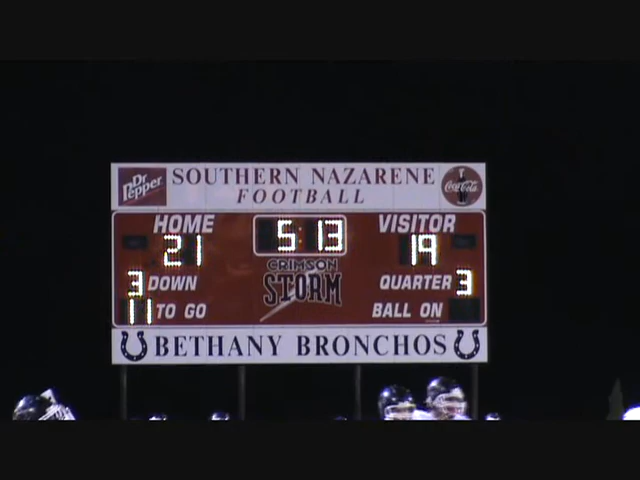 Dr Pepper
SOUTHERN NAZARENE
FOOTBALL
Coca-Cola
HOME 5:13 VISITOR
21 19
CRIMSON
STORM
3 DOWN QUARTER 3
11 TO GO BALL ON
BETHANY BRONCHOS